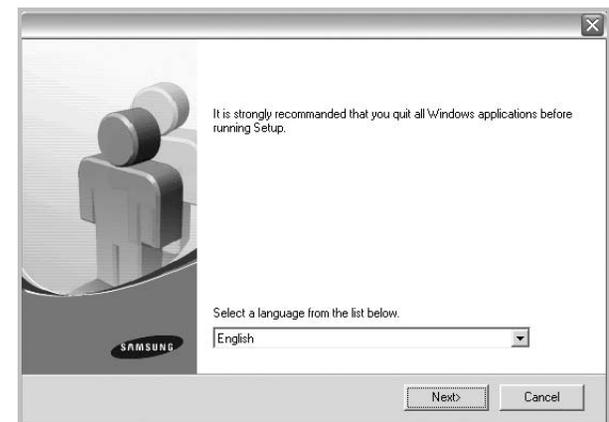 It is strongly recommanded that you quit all Windows applications before
running Setup.
Select a language from the list below.
English
SAMSUNG
Next>
Cancel